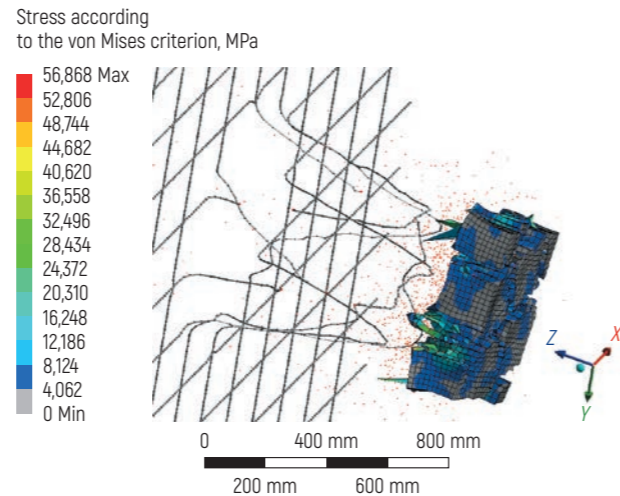 Stress according
to the von Mises criterion, MPa
56,868 Max
52,806
48,744
44,682
40,620
36,558
32,496
28,434
24,372
20,310
16,248
12,186
8,124
4,062
0 Min
Z
X
Y
0
400 mm
800 mm
200 mm
600 mm